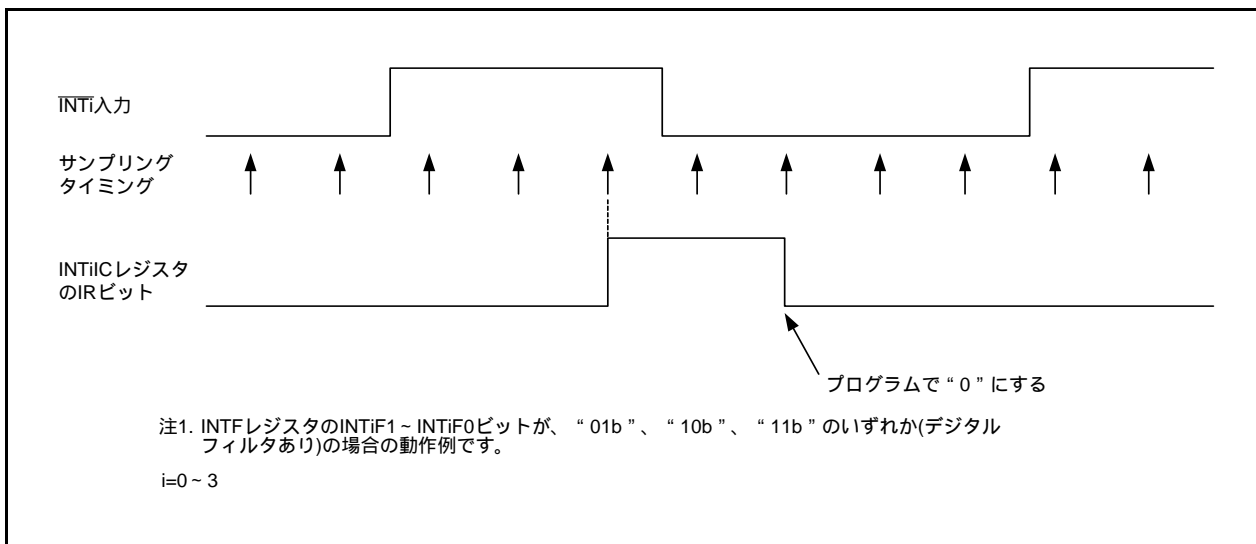 INTi入力
サンプリング
タイミング
INTiICレジスタ
のIRビット
プログラムで“0”にする
注1. INTFレジスタのINTiF1~INTiF0ビットが、“01b”、“10b”、“11b”のいずれか(デジタル
フィルタあり)の場合の動作例です。
i=0~3